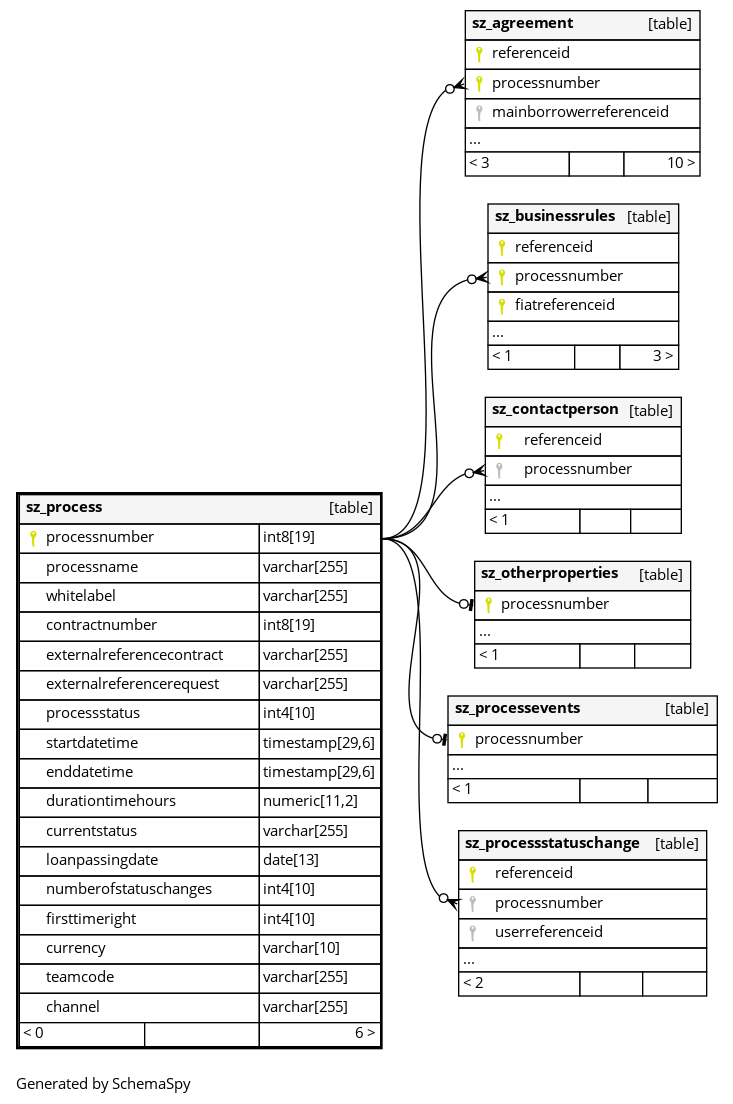 sz_agreement [table]
referenceid
processnumber
mainborrowerreferenceid
...
< 3 10 >
sz_businessrules [table]
referenceid
processnumber
fiatreferenceid
...
< 1 3 >
sz_contactperson [table]
referenceid
processnumber
...
< 1
sz_process [table]
processnumber int8[19]
processname varchar[255]
whitelabel varchar[255]
contractnumber int8[19]
externalreferencecontract varchar[255]
externalreferencerequest varchar[255]
processstatus int4[10]
startdatetime timestamp[29,6]
enddatetime timestamp[29,6]
durationtimehours numeric[11,2]
currentstatus varchar[255]
loanpassingdate date[13]
numberofstatuschanges int4[10]
firsttimeright int4[10]
currency varchar[10]
teamcode varchar[255]
channel varchar[255]
< 0 6 >
sz_otherproperties [table]
processnumber
...
< 1
sz_processevents [table]
processnumber
...
< 1
sz_processstatuschange [table]
referenceid
processnumber
userreferenceid
...
< 2
Generated by SchemaSpy